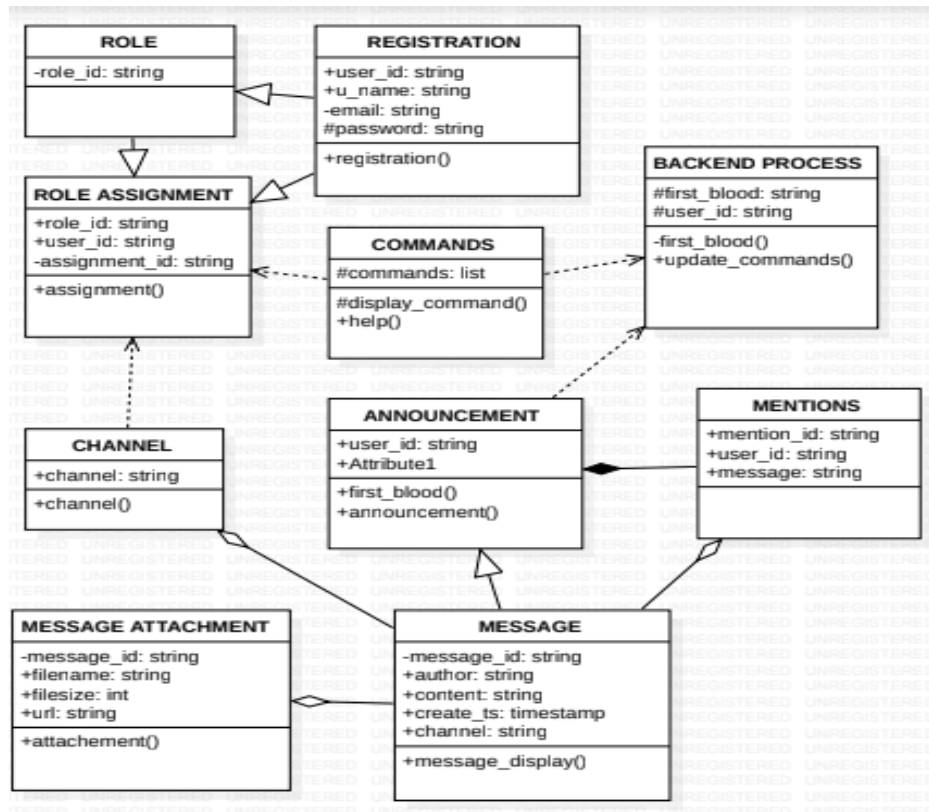 ROLE
-role_id: string
REGISTRATION
+user_id: string
+u_name: string
-email: string
#password: string
+registration()
ROLE ASSIGNMENT
+role_id: string
+user_id: string
-assignment_id: string
+assignment()
COMMANDS
#commands: list
#display_command()
+help()
BACKEND PROCESS
#first_blood: string
#user_id: string
-first_blood()
+update_commands()
CHANNEL
+channel: string
+channel()
ANNOUNCEMENT
+user_id: string
+Attribute1
+first_blood()
+announcement()
MENTIONS
+mention_id: string
+user_id: string
+message: string
MESSAGE ATTACHMENT
-message_id: string
+filename: string
+filesize: int
+url: string
+attachement()
MESSAGE
-message_id: string
+author: string
+content: string
+create_ts: timestamp
+channel: string
+message_display()
UNREGISTERED